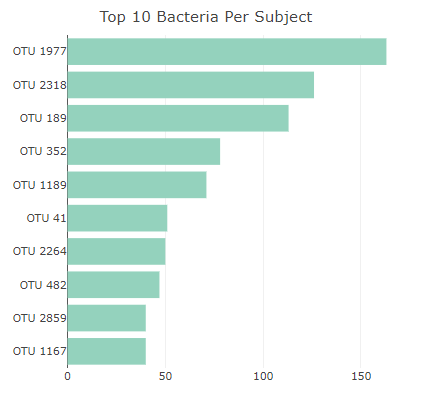 Top 10 Bacteria Per Subject
OTU 1977
OTU 2318
OTU 189
OTU 352
OTU 1189
OTU 41
OTU 2264
OTU 482
OTU 2859
OTU 1167
0 50 100 150